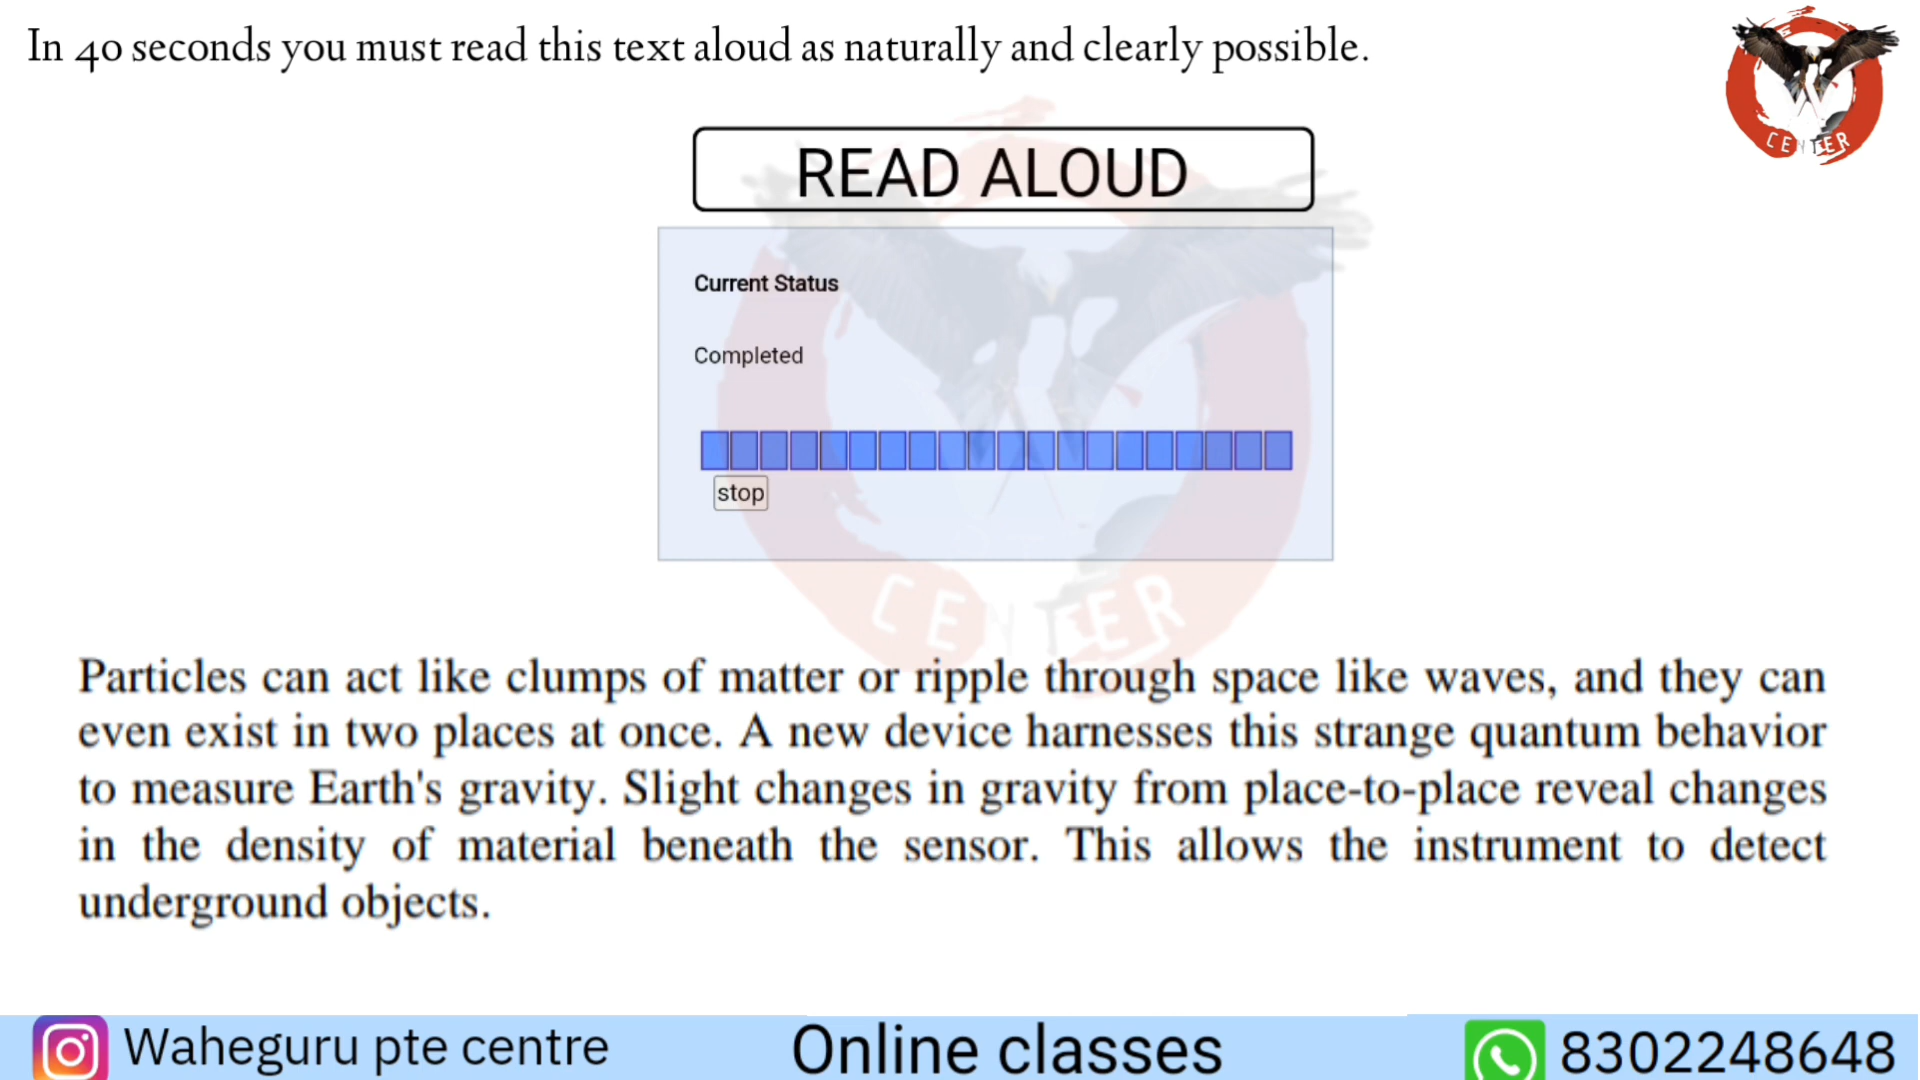 In 40 seconds you must read this text aloud as naturally and clearly possible.
CENTER
READ ALOUD
Current Status
Completed
stop
CENTER
Particles can act like clumps of matter or ripple through space like waves, and they can
even exist in two places at once. A new device harnesses this strange quantum behavior
to measure Earth's gravity. Slight changes in gravity from place-to-place reveal changes
in the density of material beneath the sensor. This allows the instrument to detect
underground objects.
Waheguru pte centre
Online classes
8302248648